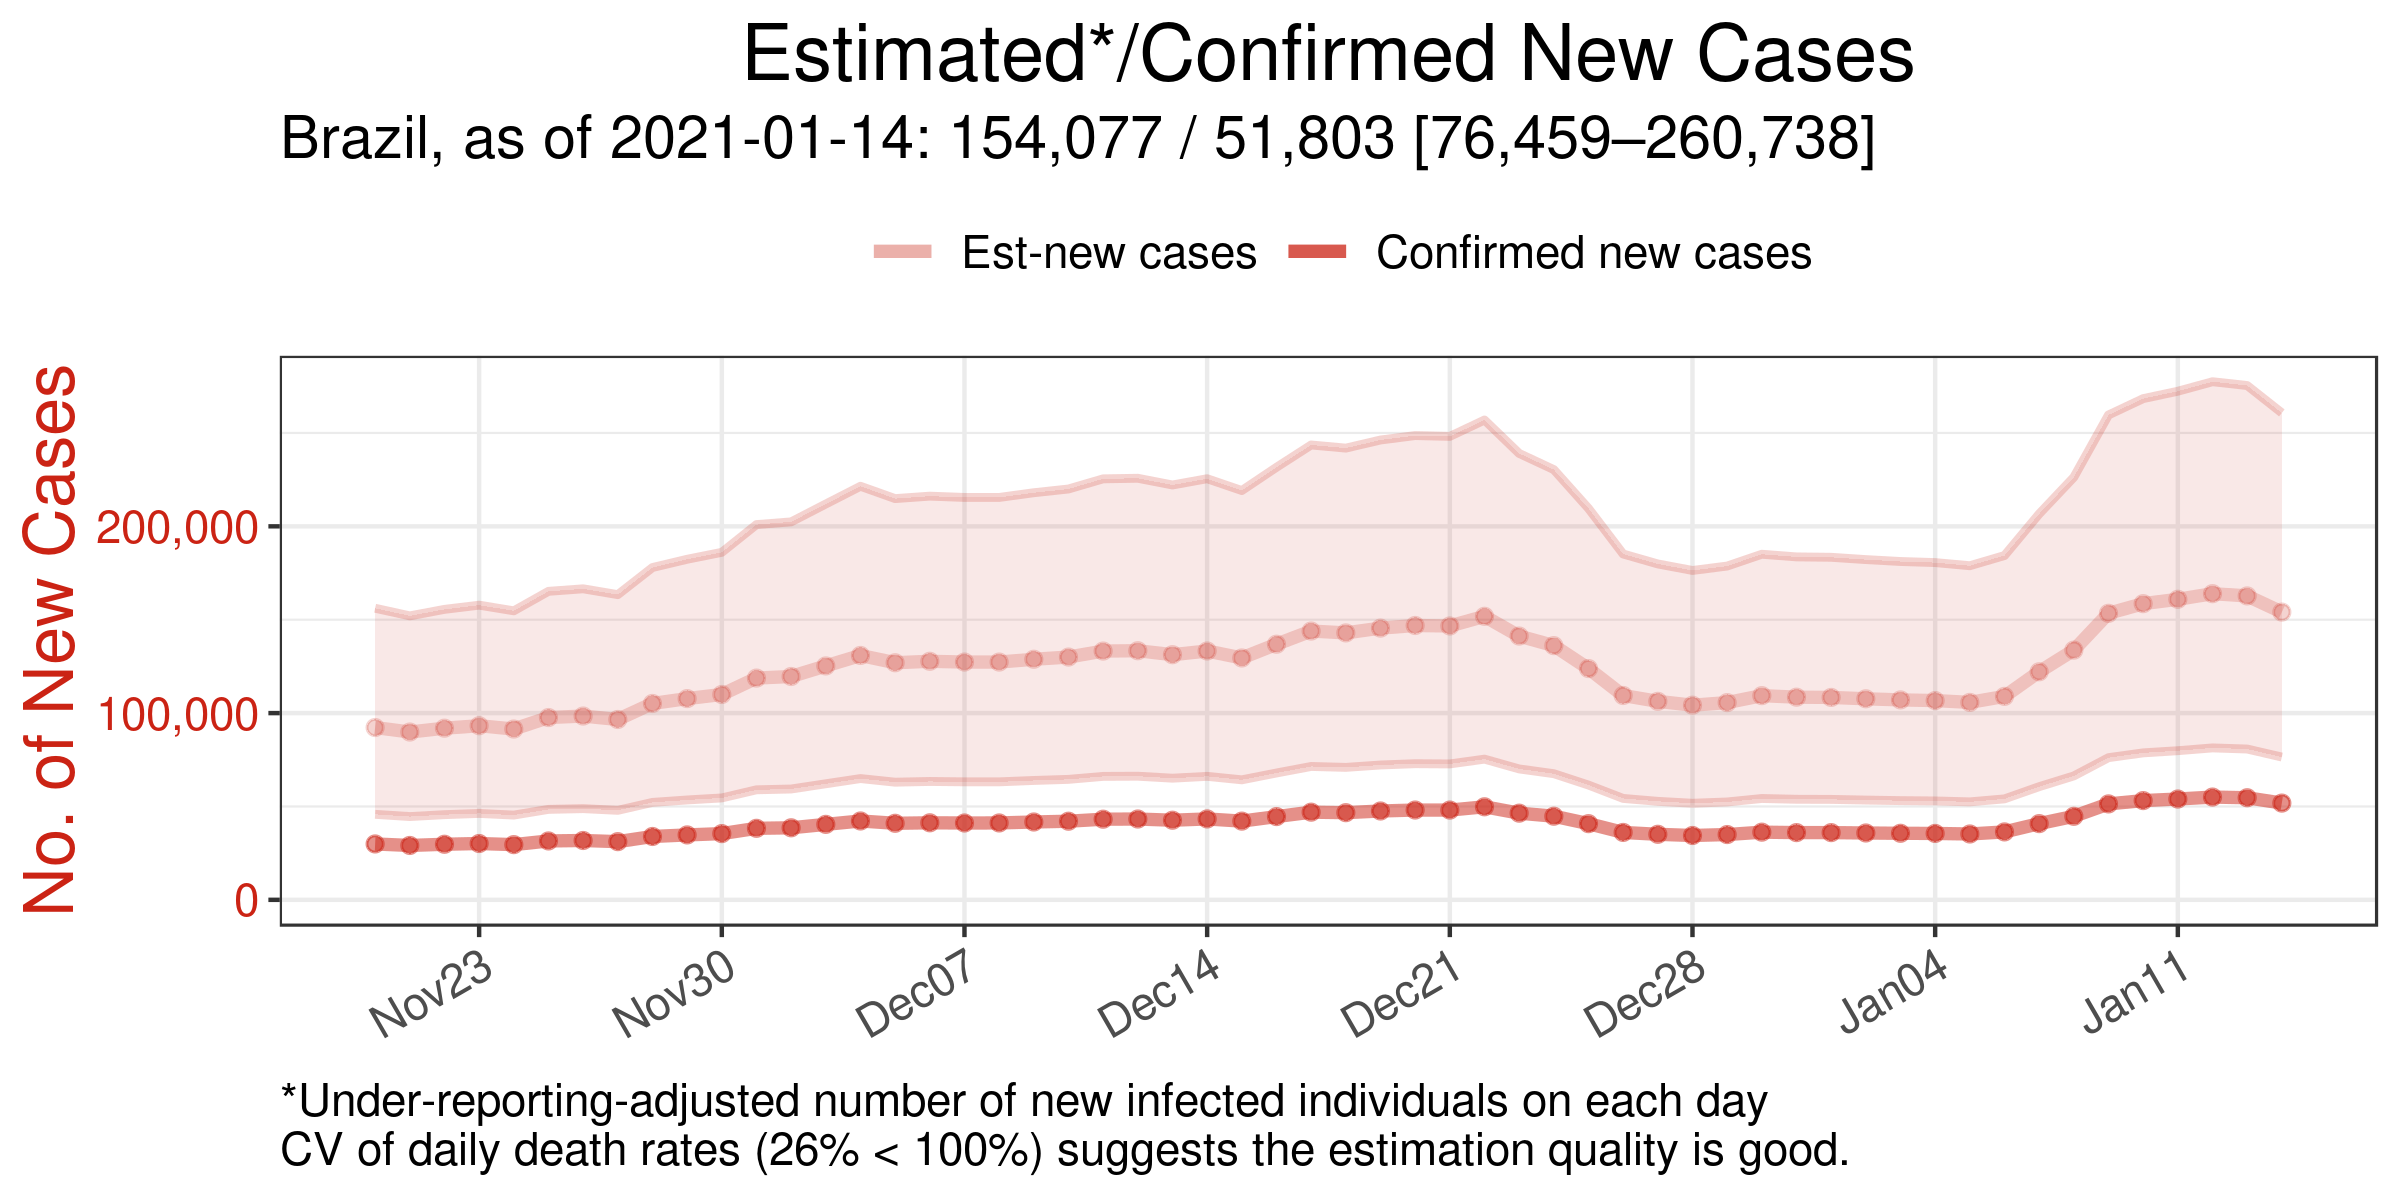 Estimated*/Confirmed New Cases
Brazil, as of 2021-01-14: 154,077 / 51,803 [76,459–260,738]
Est-new cases
Confirmed new cases
No. of New Cases
200,000
100,000
0
Nov23
Nov30
Dec07
Dec14
Dec21
Dec28
Jan04
Jan11
*Under-reporting-adjusted number of new infected individuals on each day
CV of daily death rates (26% < 100%) suggests the estimation quality is good.